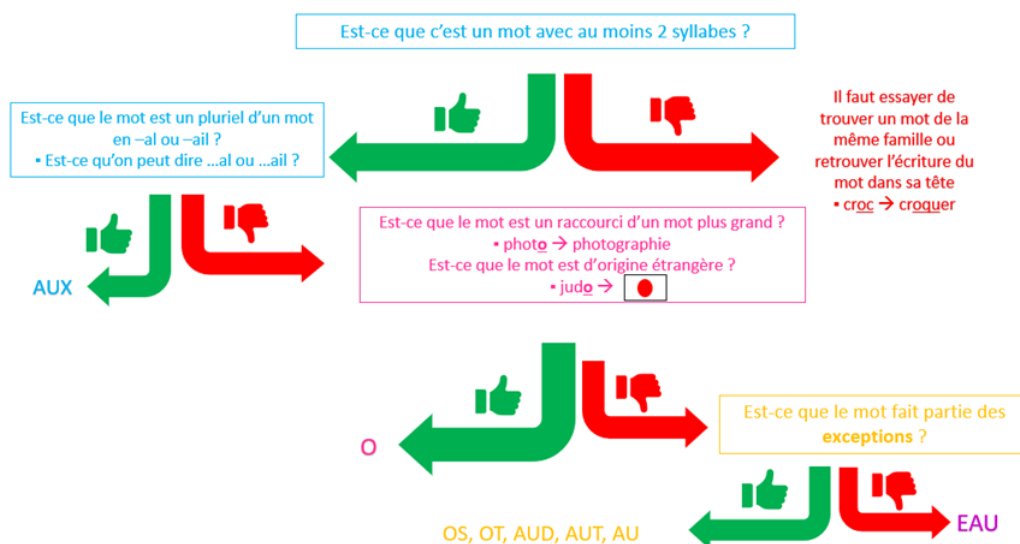 Est-ce que c'est un mot avec au moins 2 syllabes ?
Est-ce que le mot est un pluriel d'un mot
en –al ou –ail ?
▪ Est-ce qu'on peut dire …al ou …ail ?
Il faut essayer de
trouver un mot de la
même famille ou
retrouver l'écriture du
mot dans sa tête
▪ croc → croquer
AUX
Est-ce que le mot est un raccourci d'un mot plus grand ?
▪ photo → photographie
Est-ce que le mot est d'origine étrangère ?
▪ judo →
O
Est-ce que le mot fait partie des
exceptions ?
OS, OT, AUD, AUT, AU
EAU